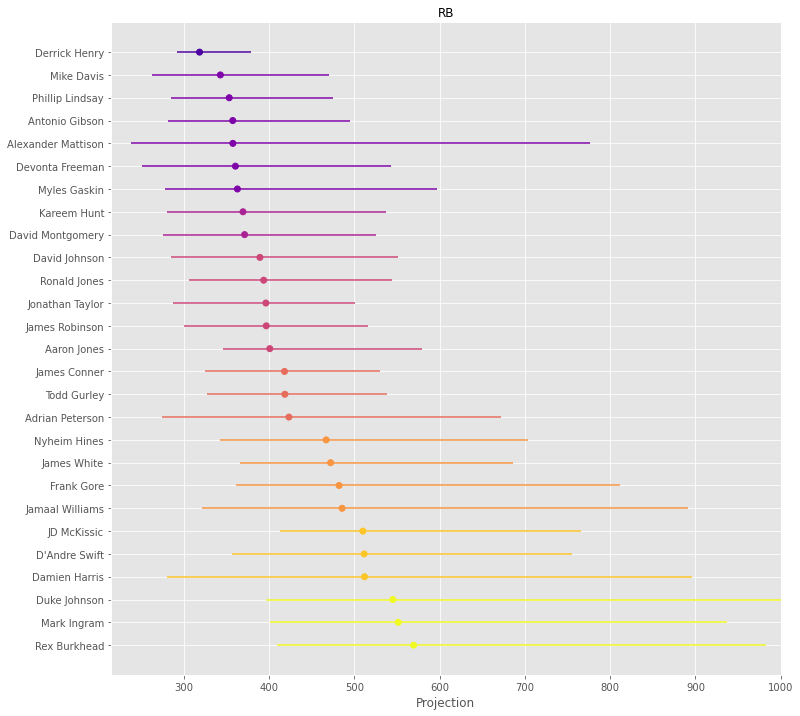 RB
Derrick Henry
Mike Davis
Phillip Lindsay
Antonio Gibson
Alexander Mattison
Devonta Freeman
Myles Gaskin
Kareem Hunt
David Montgomery
David Johnson
Ronald Jones
Jonathan Taylor
James Robinson
Aaron Jones
James Conner
Todd Gurley
Adrian Peterson
Nyheim Hines
James White
Frank Gore
Jamaal Williams
JD McKissic
D'Andre Swift
Damien Harris
Duke Johnson
Mark Ingram
Rex Burkhead
300 400 500 600 700 800 900 1000
Projection